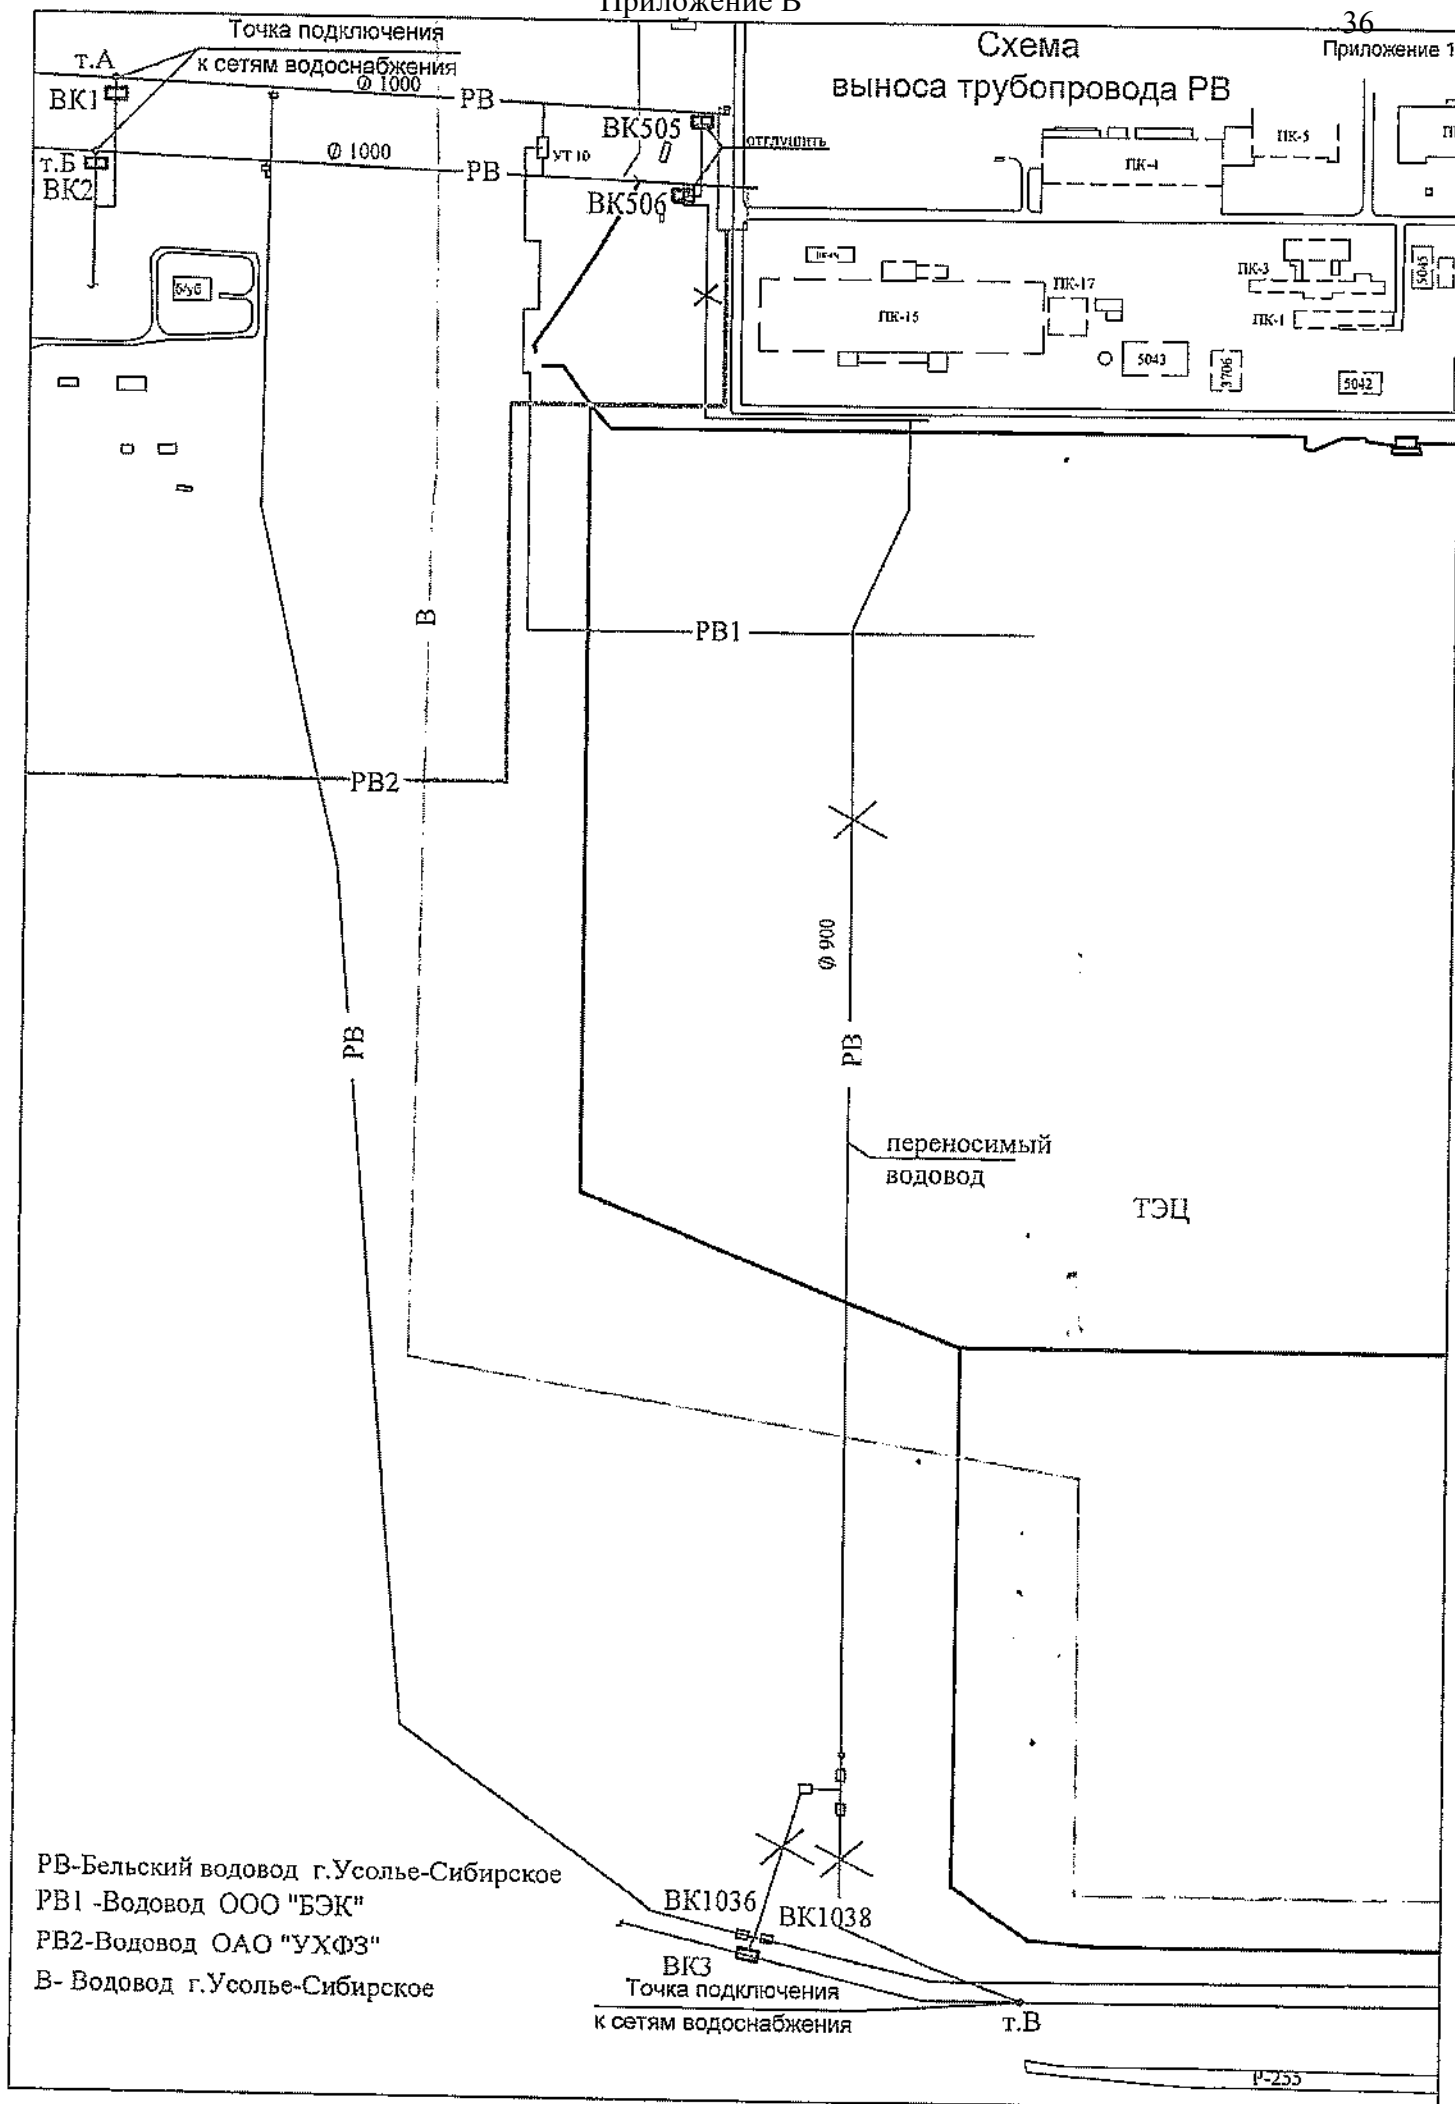 Приложение В
36
Приложение 1
Схема
выноса трубопровода РВ
Точка подключения
к сетям водоснабжения
т.А
ВК1
Ø 1000
РВ
ВК505
отглушить
ПК-5
ПК-4
т.Б
ВК2
Ø 1000
РВ
УТ 10
ВК506
б/уб
ПК-3
5045
ПК-17
ПК-15
ПК-1
5043
3706
5042
В
РВ1
РВ2
Ø 900
РВ
РВ
переносимый
водовод
ТЭЦ
РВ-Бельский водовод г.Усолье-Сибирское
РВ1 -Водовод ООО "БЭК"
РВ2-Водовод ОАО "УХФЗ"
В- Водовод г.Усолье-Сибирское
ВК1036
ВК1038
ВК3
Точка подключения
к сетям водоснабжения
т.В
Р-255